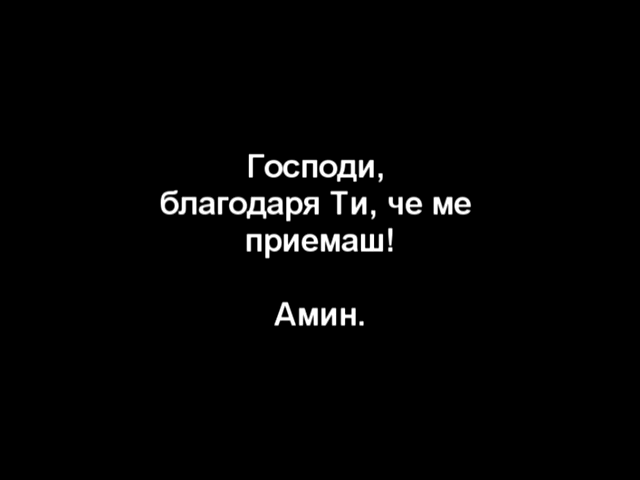 Господи,
благодаря Ти, че ме
приемаш!
Амин.